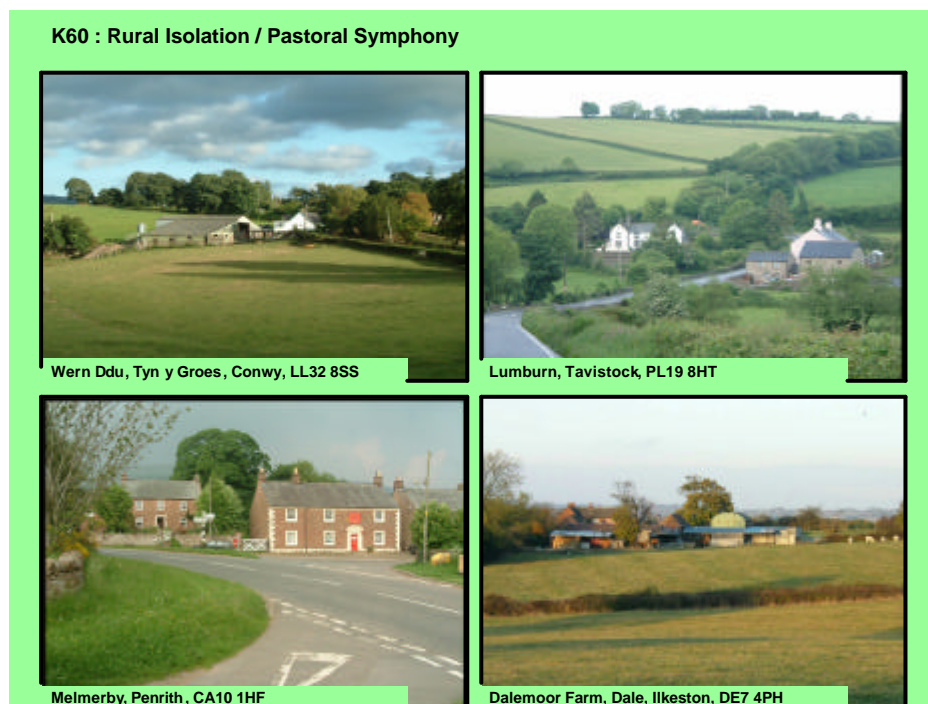 K60 : Rural Isolation / Pastoral Symphony
Wern Ddu, Tyn y Groes, Conwy, LL32 8SS
Lumburn, Tavistock, PL19 8HT
Melmerby, Penrith, CA10 1HF
Dalemoor Farm, Dale, Ilkeston, DE7 4PH